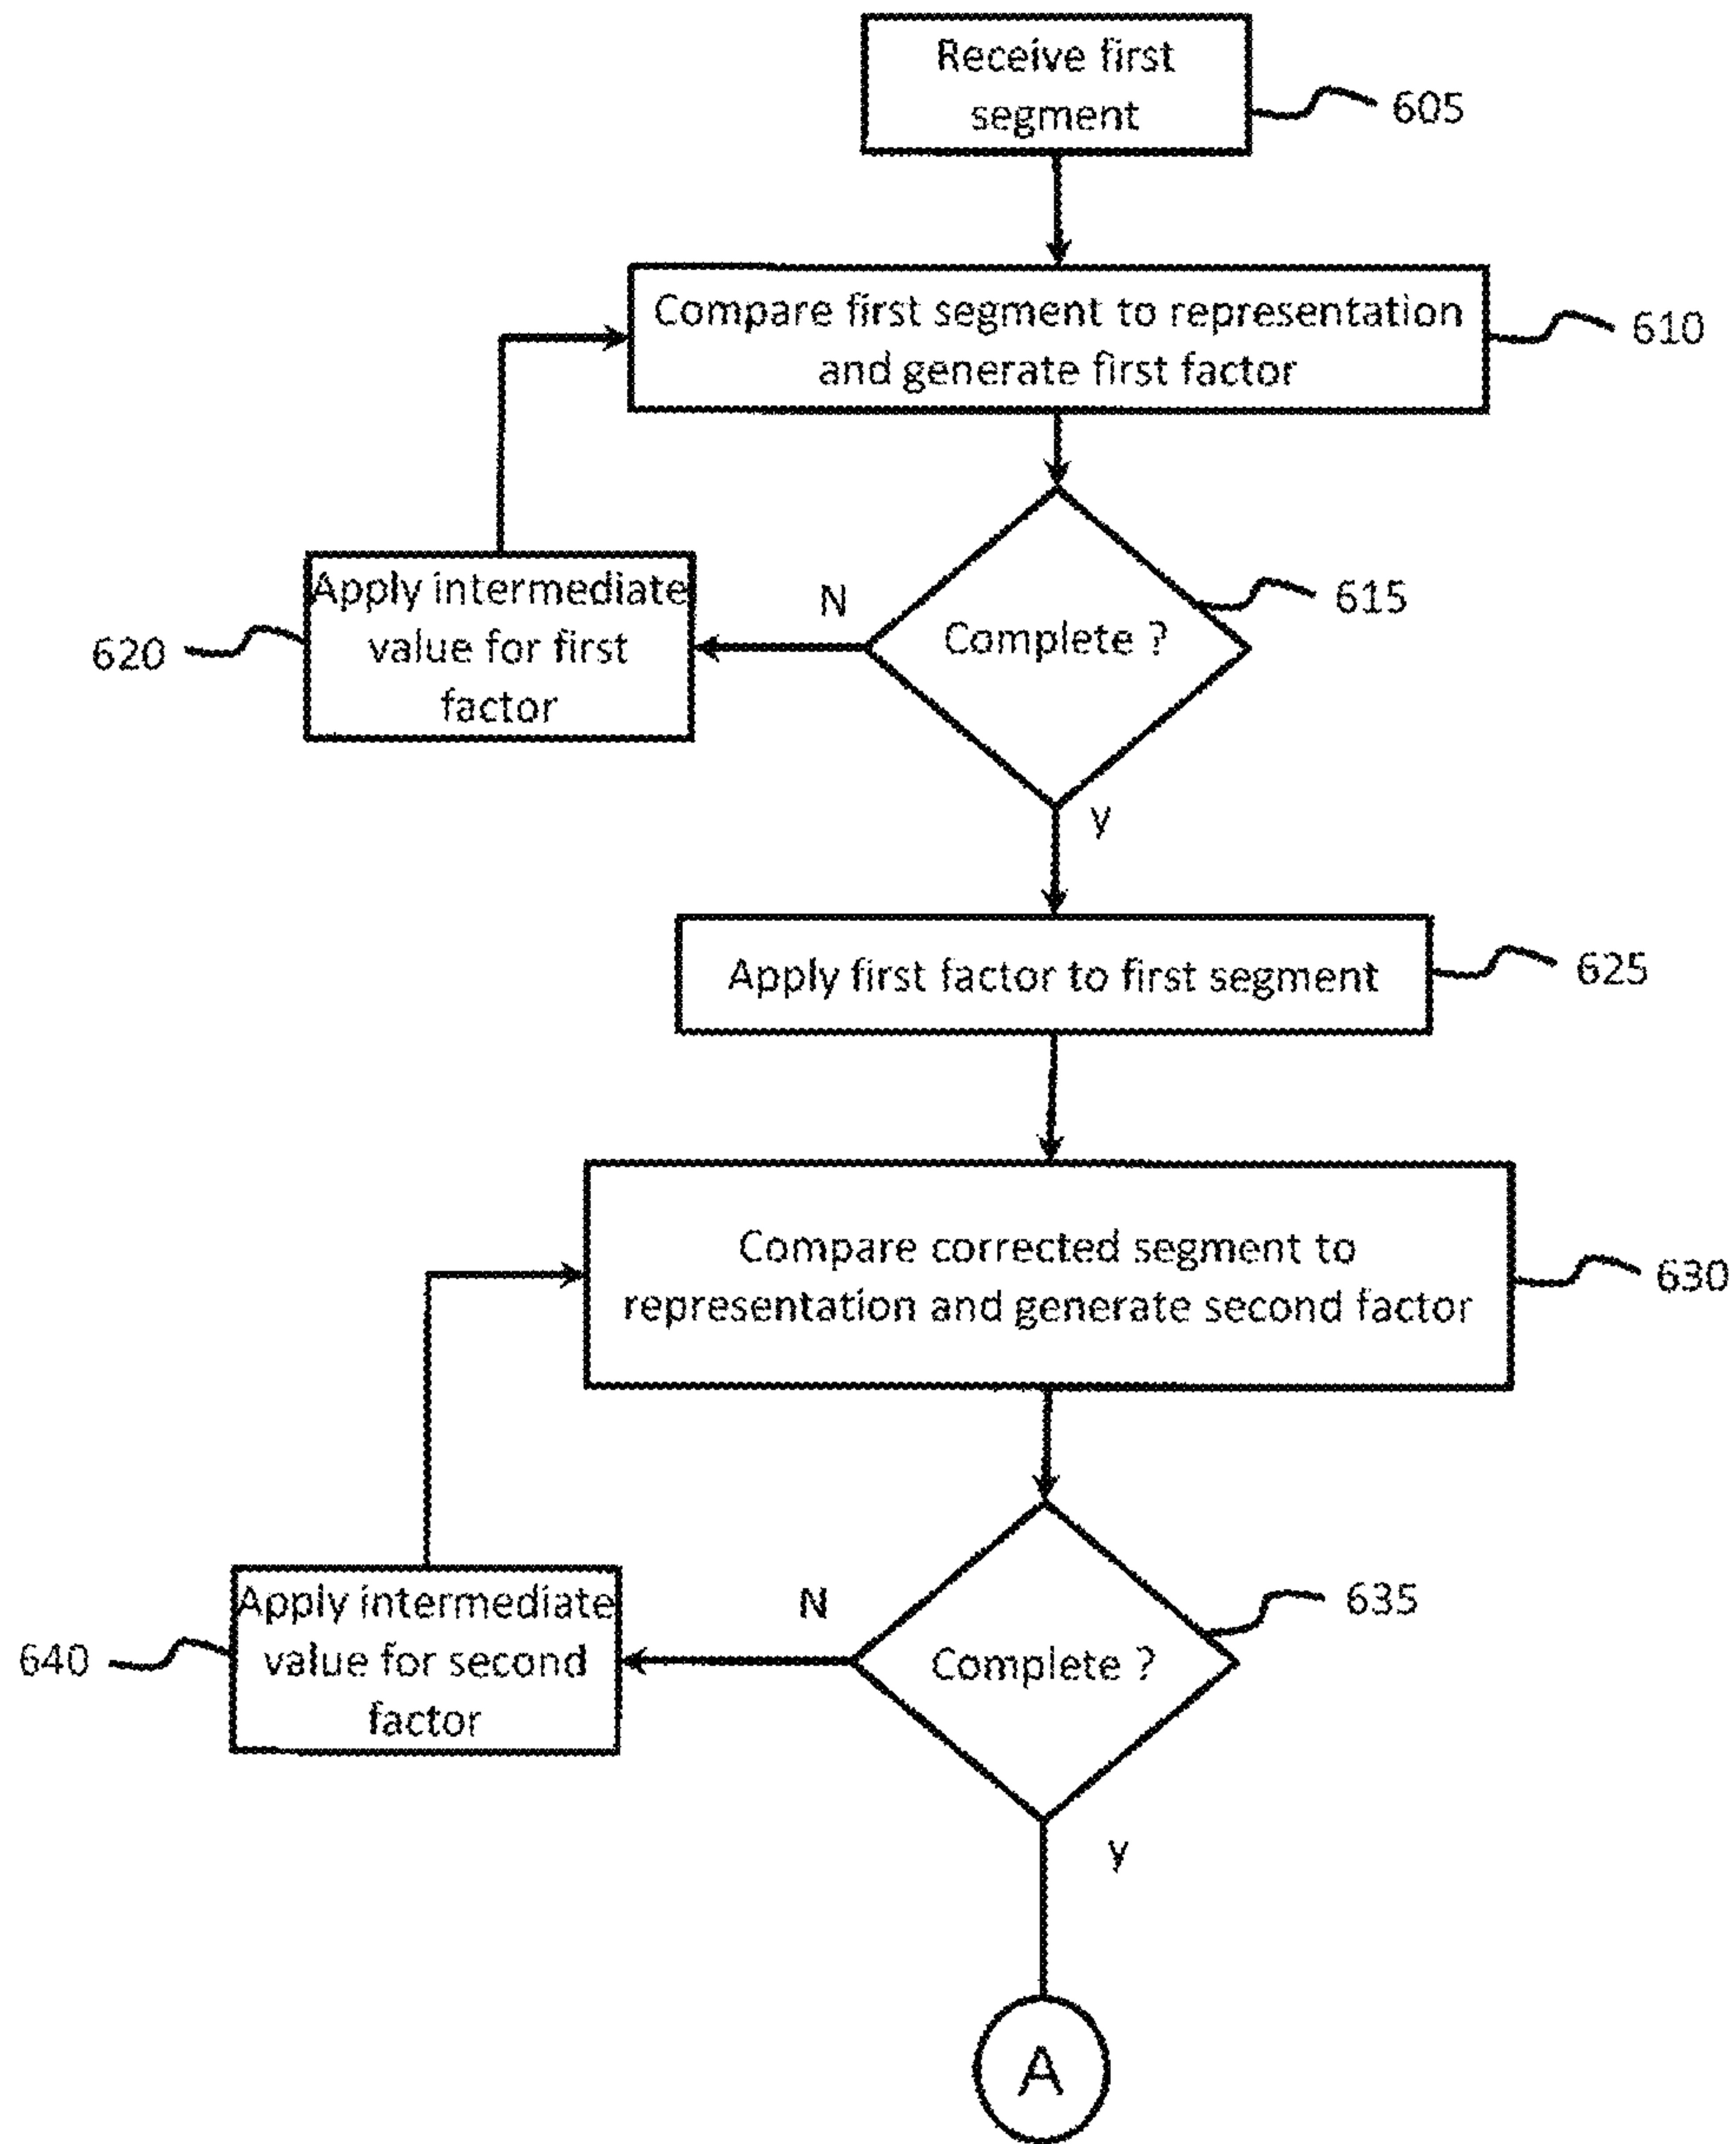 Receive first
segment
605
Compare first segment to representation
and generate first factor
610
Complete ?
615
N
Apply intermediate
value for first
factor
620
y
Apply first factor to first segment
625
Compare corrected segment to
representation and generate second factor
630
Complete ?
635
N
Apply intermediate
value for second
factor
640
y
A